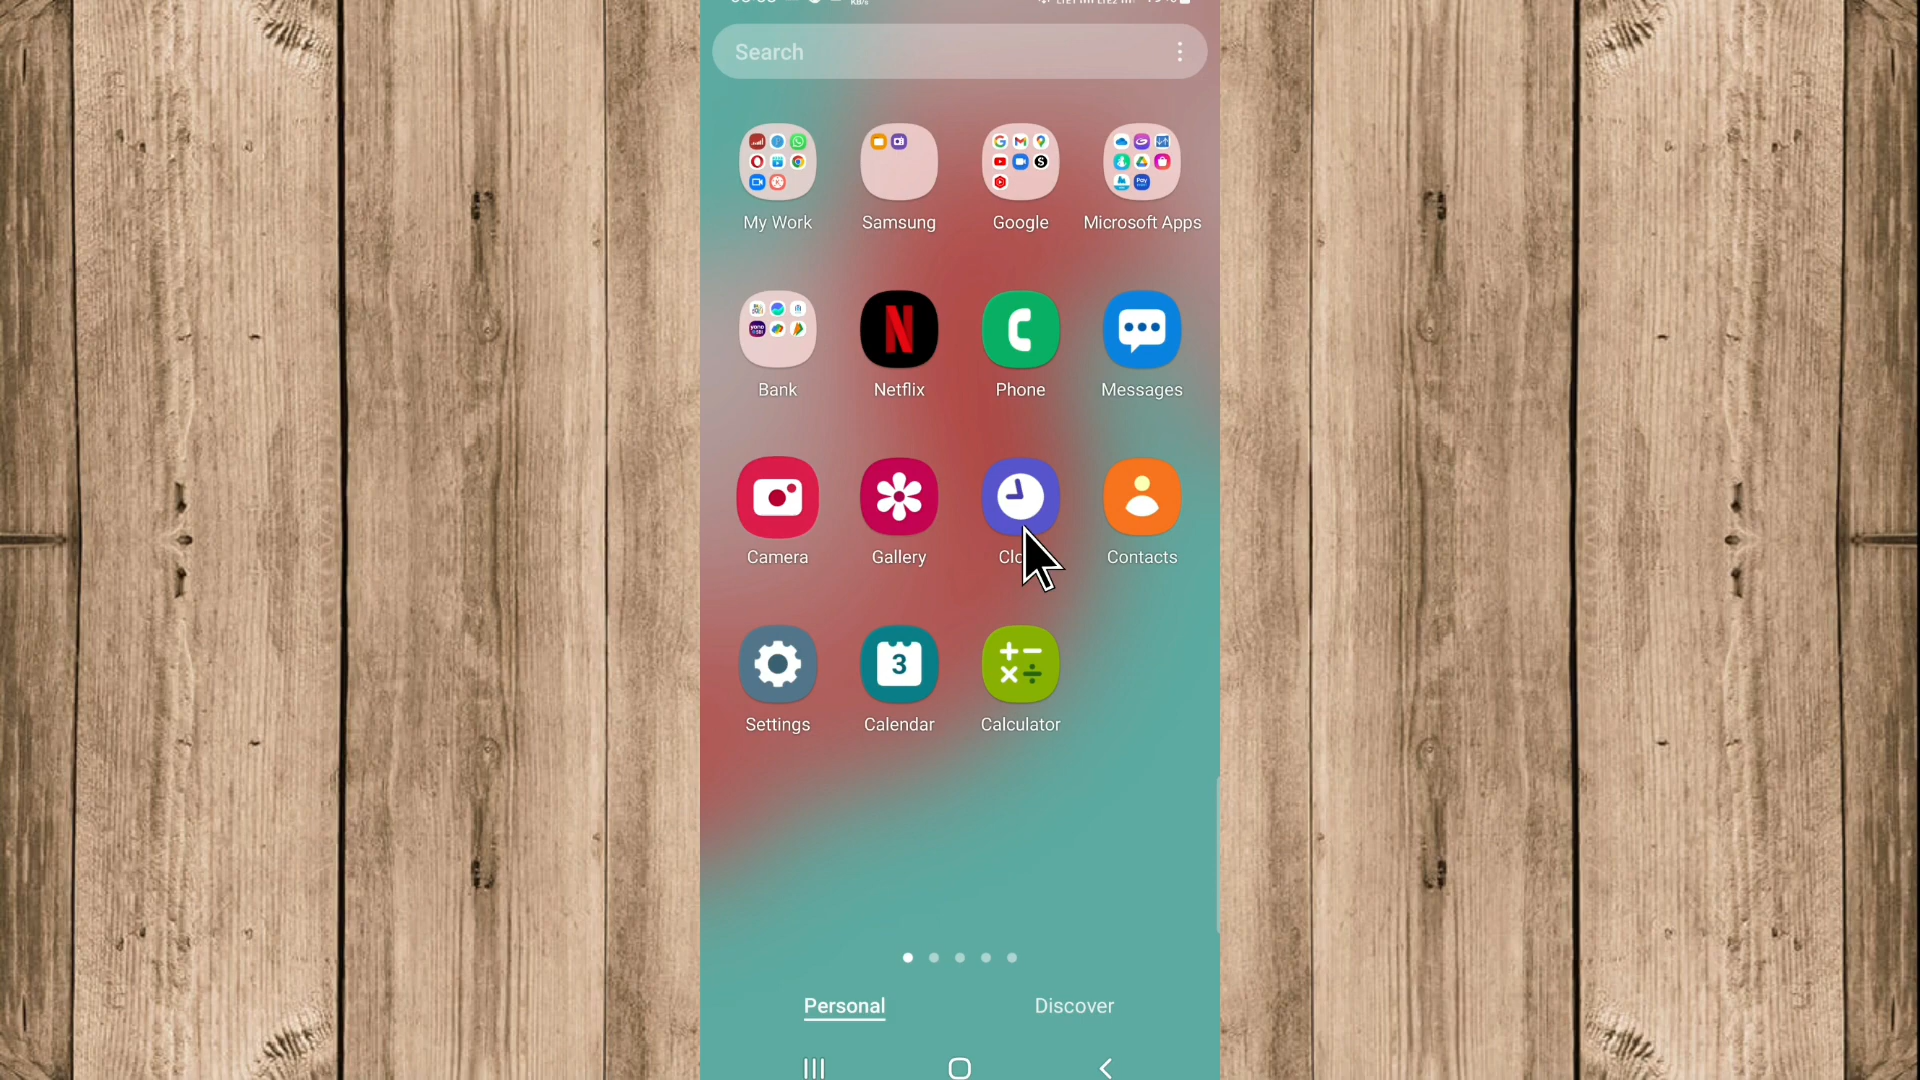 Search
My Work Samsung Google Microsoft Apps
Bank Netflix Phone Messages
Camera Gallery Contacts
Settings 3 Calendar Calculator
Personal Discover